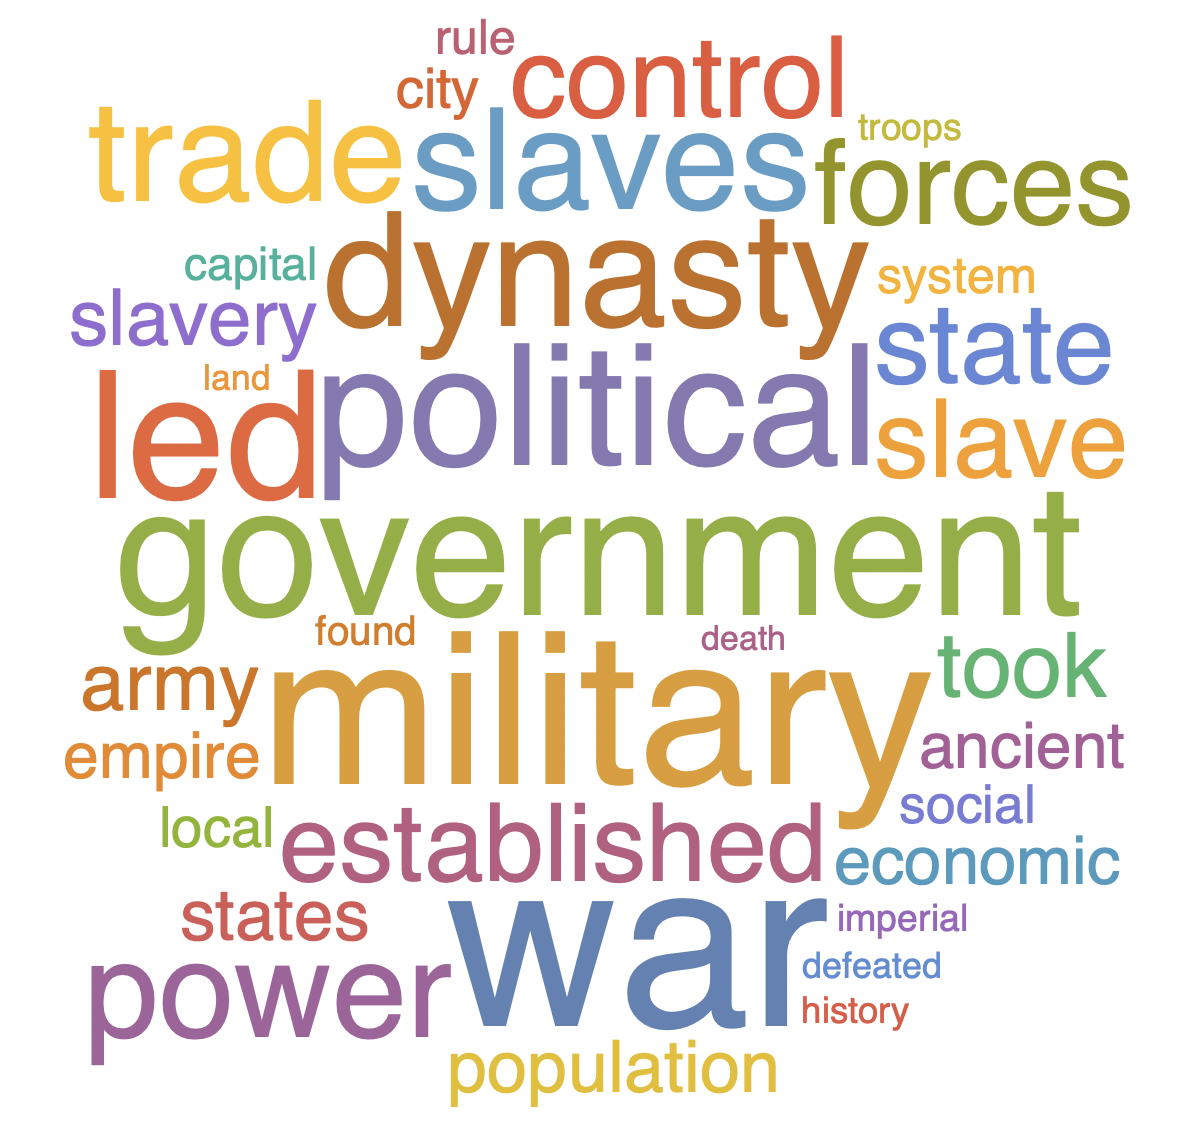 rule
city control
trade slaves troops
forces
capital dynasty system
slavery state
land
led political slave
government
found death
army military took
empire ancient
local established social
economic
states war imperial
power defeated
history
population